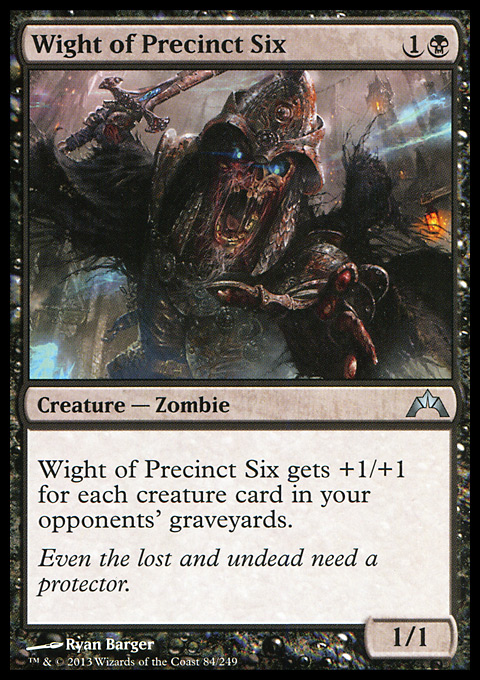 Wight of Precinct Six 1
Creature — Zombie
Wight of Precinct Six gets +1/+1
for each creature card in your
opponents' graveyards.
Even the lost and undead need a
protector.
Ryan Barger
1/1
™ & © 2013 Wizards of the Coast 84/249